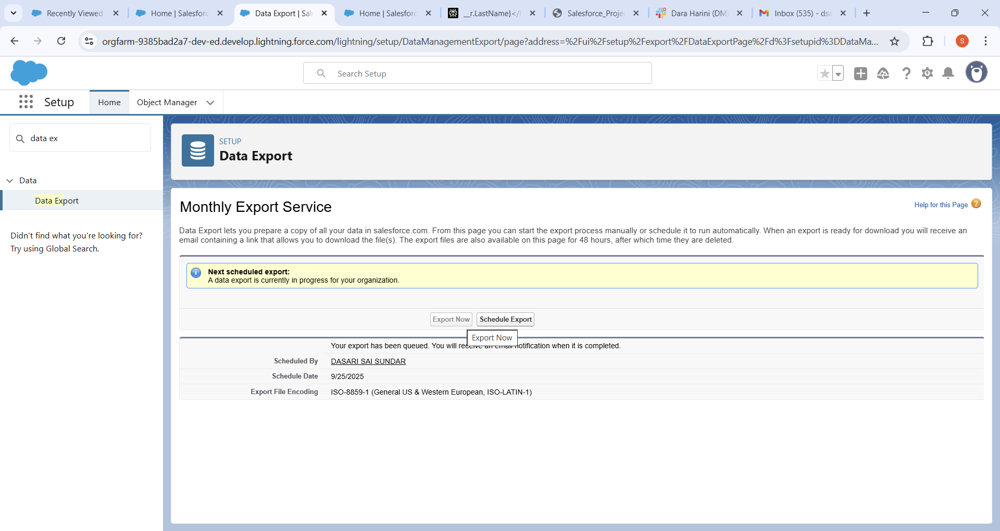 Recently Viewed
Home | Salesforc
Data Export | Sal
Home | Salesforc
__r.LastName}</
Salesforce_Proje
Dara Harini (DM
Inbox (535) - dsa
orgfarm-9385bad2a7-dev-ed.develop.lightning.force.com/lightning/setup/DataManagementExport/page?address=%2Fui%2Fsetup%2Fexport%2FDataExportPage%2Fd%3Fsetupid%3DDataMa...
S
Search Setup
Setup
Home
Object Manager
data ex
Data
Data Export
Didn't find what you're looking for?
Try using Global Search.
SETUP
Data Export
Monthly Export Service
Help for this Page
Data Export lets you prepare a copy of all your data in salesforce.com. From this page you can start the export process manually or schedule it to run automatically. When an export is ready for download you will receive an
email containing a link that allows you to download the file(s). The export files are also available on this page for 48 hours, after which time they are deleted.
Next scheduled export:
A data export is currently in progress for your organization.
Export Now
Schedule Export
Export Now
Your export has been queued. You will receive an email notification when it is completed.
Scheduled By DASARI SAI SUNDAR
Schedule Date 9/25/2025
Export File Encoding ISO-8859-1 (General US & Western European, ISO-LATIN-1)